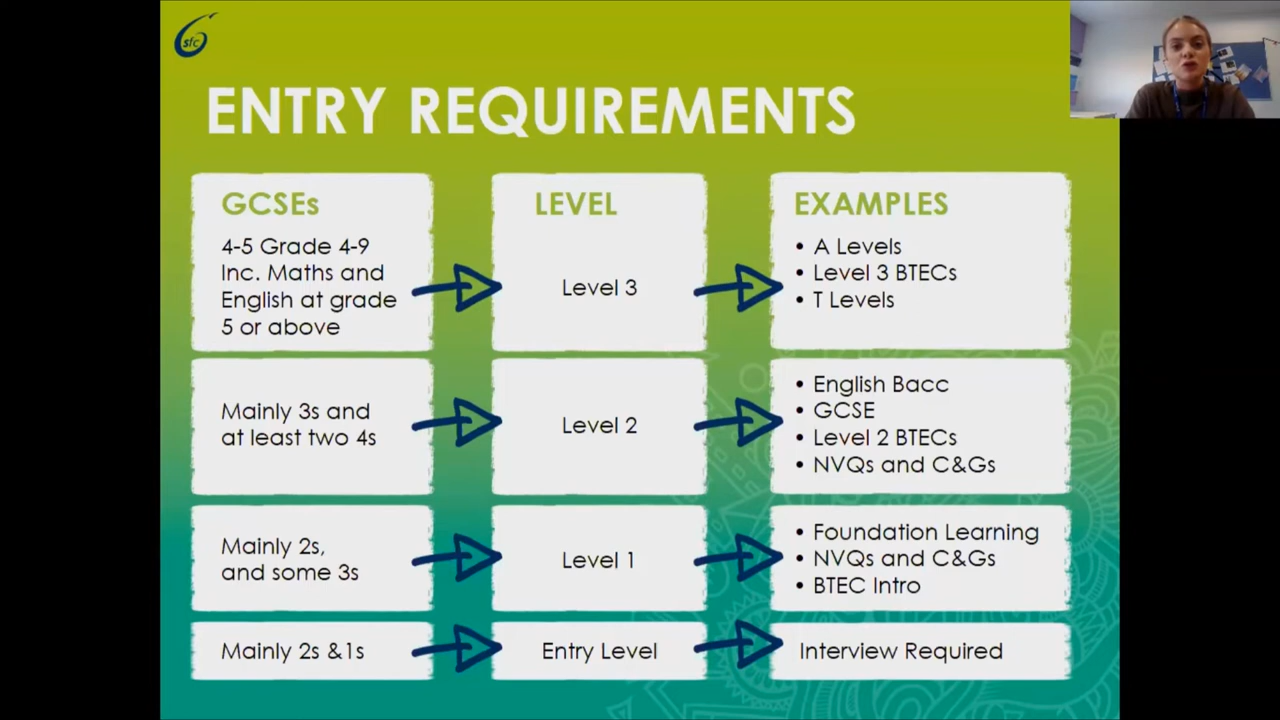 sfc
ENTRY REQUIREMENTS
GCSEs
4-5 Grade 4-9
Inc. Maths and
English at grade
5 or above
LEVEL
Level 3
EXAMPLES
• A Levels
• Level 3 BTECs
• T Levels
Mainly 3s and
at least two 4s
Level 2
• English Bacc
• GCSE
• Level 2 BTECs
• NVQs and C&Gs
Mainly 2s,
and some 3s
Level 1
• Foundation Learning
• NVQs and C&Gs
• BTEC Intro
Mainly 2s &1s
Entry Level
Interview Required